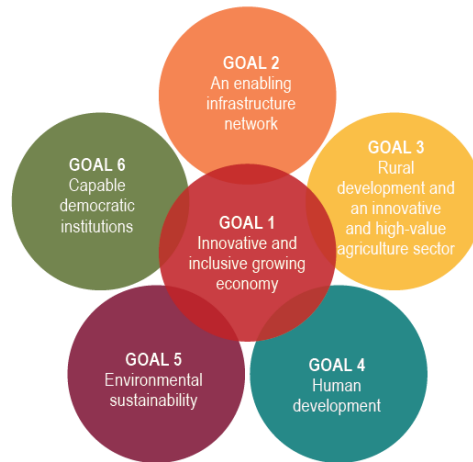 GOAL 2
An enabling
infrastructure
network
GOAL 6
Capable
democratic
institutions
GOAL 3
Rural
development and
an innovative
and high-value
agriculture sector
GOAL 1
Innovative and
inclusive growing
economy
GOAL 5
Environmental
sustainability
GOAL 4
Human
development